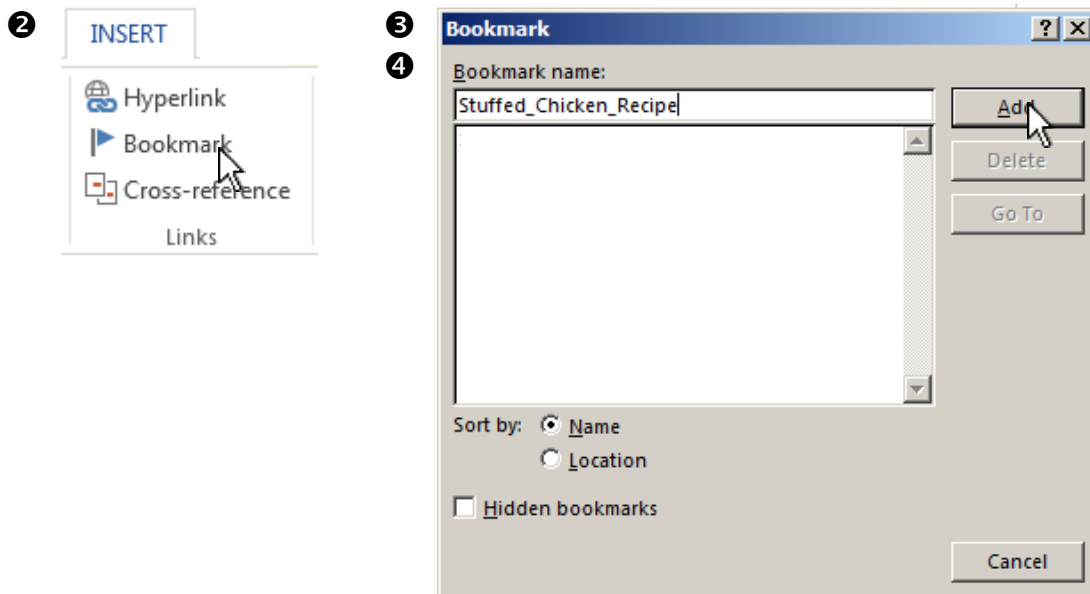 ❷
INSERT
Hyperlink
Bookmark
Cross-reference
Links
❸
❹
Bookmark
Bookmark name:
Stuffed_Chicken_Recipe
Add
Delete
Go To
Sort by: Name
Location
Hidden bookmarks
Cancel